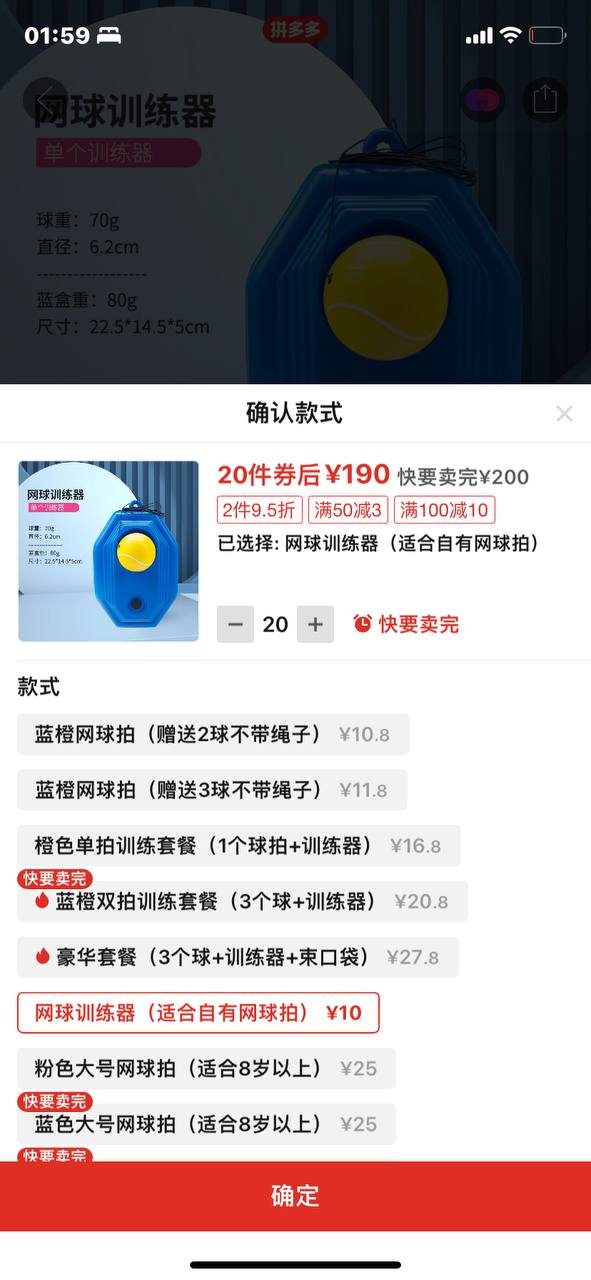 01:59
拼多多
网球训练器
单个训练器
球重：70g
直径：6.2cm
------------------
蓝盒重：80g
尺寸：22.5*14.5*5cm
确认款式
20件券后¥190 快要卖完¥200
2件9.5折 满50减3 满100减10
已选择: 网球训练器（适合自有网球拍）
网球训练器
单个训练器
球重：70g
直径：6.2cm
蓝盒重：80g
尺寸：22.5*14.5*5cm
20 快要卖完
款式
蓝橙网球拍（赠送2球不带绳子） ¥10.8
蓝橙网球拍（赠送3球不带绳子） ¥11.8
橙色单拍训练套餐（1个球拍+训练器） ¥16.8
快要卖完
蓝橙双拍训练套餐（3个球+训练器） ¥20.8
豪华套餐（3个球+训练器+束口袋） ¥27.8
网球训练器（适合自有网球拍） ¥10
粉色大号网球拍（适合8岁以上） ¥25
快要卖完
蓝色大号网球拍（适合8岁以上） ¥25
快要卖完
确定